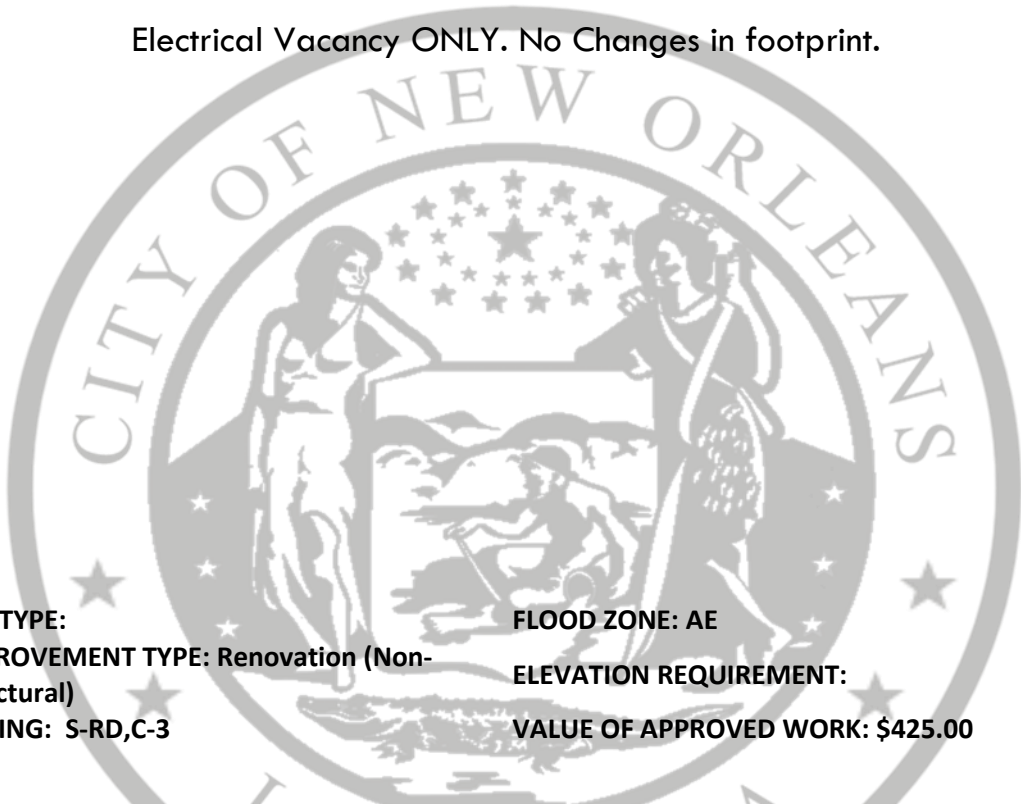 Electrical Vacancy ONLY. No Changes in footprint.
CITY OF NEW ORLEANS
TYPE:
ROVEMENT TYPE: Renovation (Non-
ctural)
ING: S-RD,C-3
FLOOD ZONE: AE
ELEVATION REQUIREMENT:
VALUE OF APPROVED WORK: $425.00